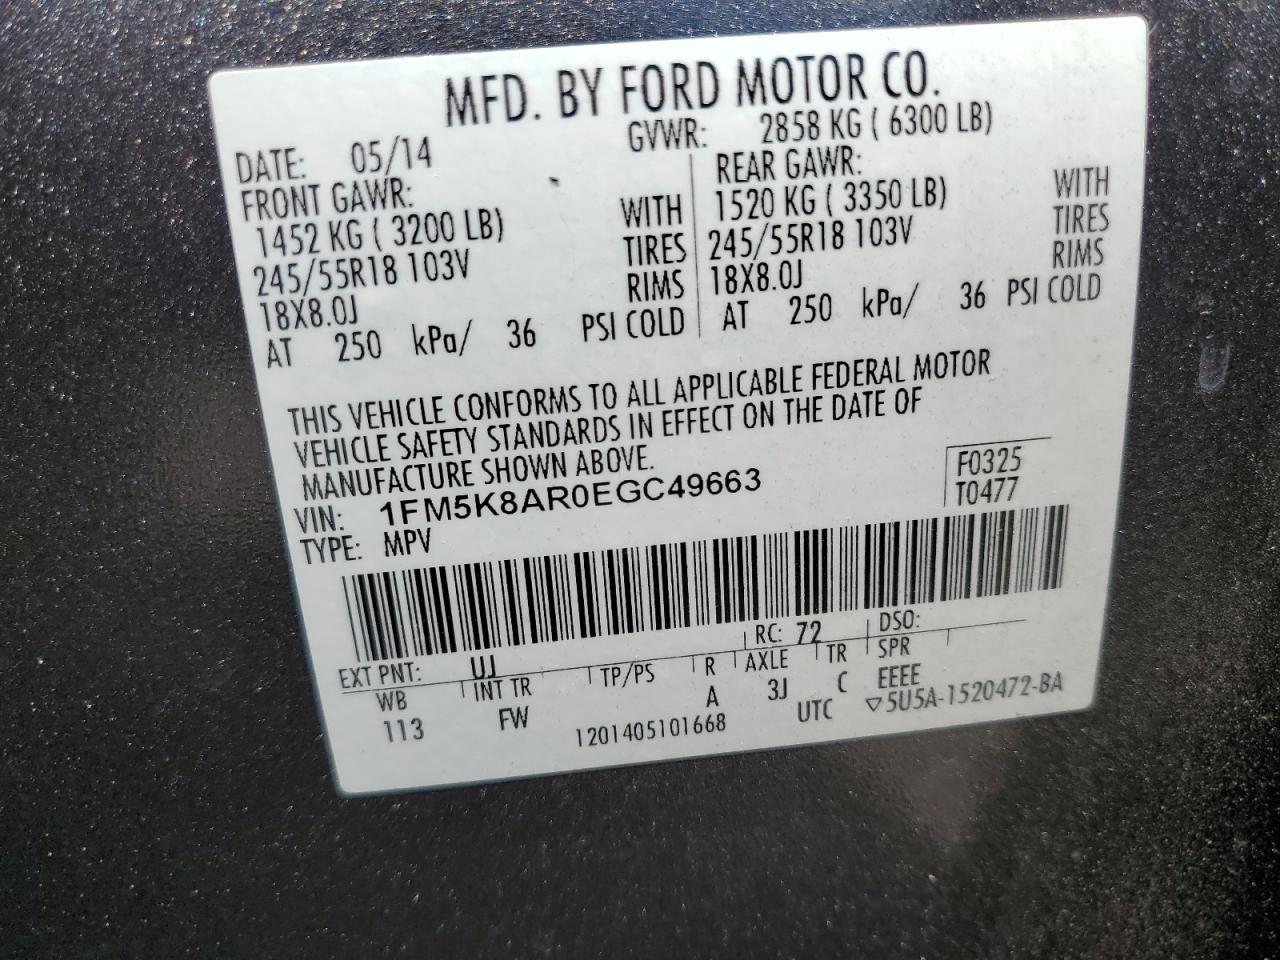 MFD. BY FORD MOTOR CO.
DATE: 05/14 GVWR: 2858 KG ( 6300 LB)
FRONT GAWR: REAR GAWR:
1452 KG ( 3200 LB) WITH 1520 KG ( 3350 LB) WITH
245/55R18 103V TIRES 245/55R18 103V TIRES
18X8.0J RIMS 18X8.0J RIMS
AT 250 kPa/ 36 PSI COLD AT 250 kPa/ 36 PSI COLD
THIS VEHICLE CONFORMS TO ALL APPLICABLE FEDERAL MOTOR
VEHICLE SAFETY STANDARDS IN EFFECT ON THE DATE OF
MANUFACTURE SHOWN ABOVE.
VIN: 1FM5K8AR0EGC49663 F0325
TYPE: MPV T0477
EXT PNT: UJ RC: 72 DSO:
WB INT TR TP/PS R AXLE TR SPR
113 FW A 3J C EEEE
1201405101668 UTC ▽5U5A-1520472-BA